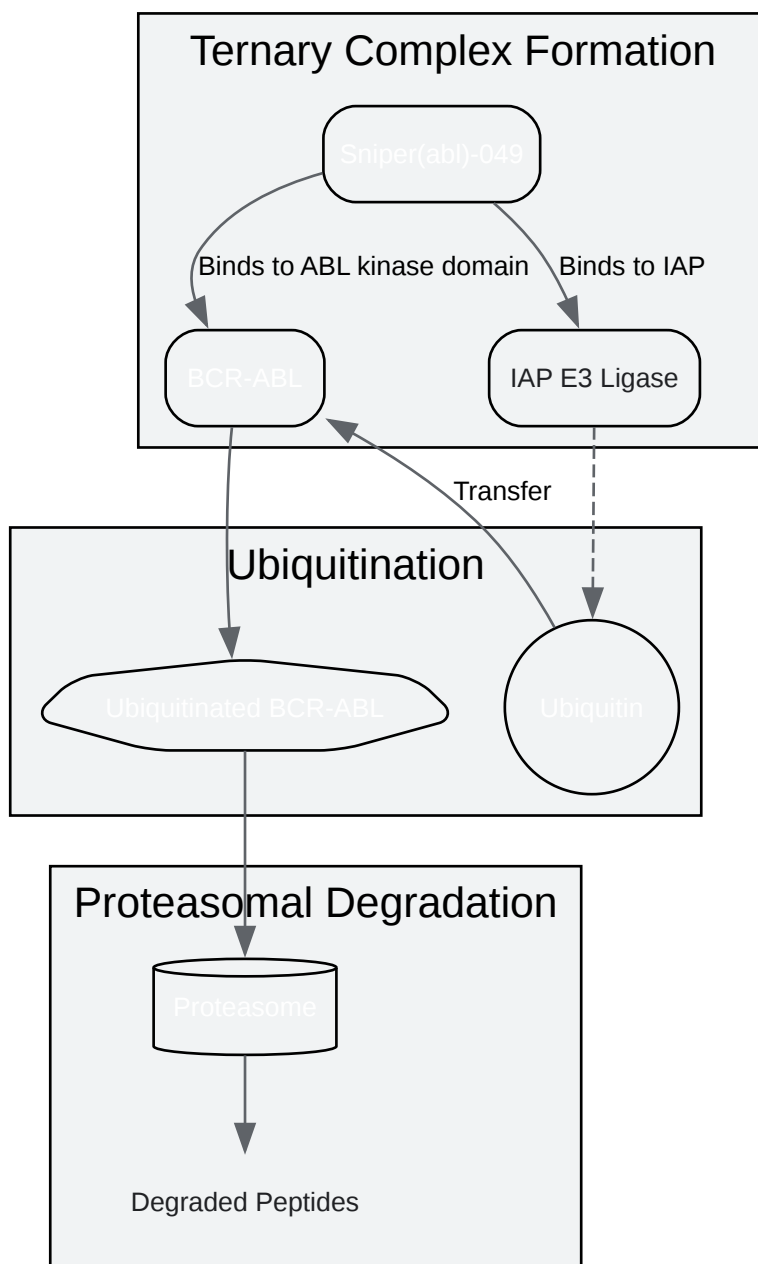 Ternary Complex Formation
Sniper(abl)-049
Binds to ABL kinase domain
Binds to IAP
BCR-ABL
IAP E3 Ligase
Transfer
Ubiquitination
Ubiquitinated BCR-ABL
Ubiquitin
Proteasomal Degradation
Proteasome
Degraded Peptides